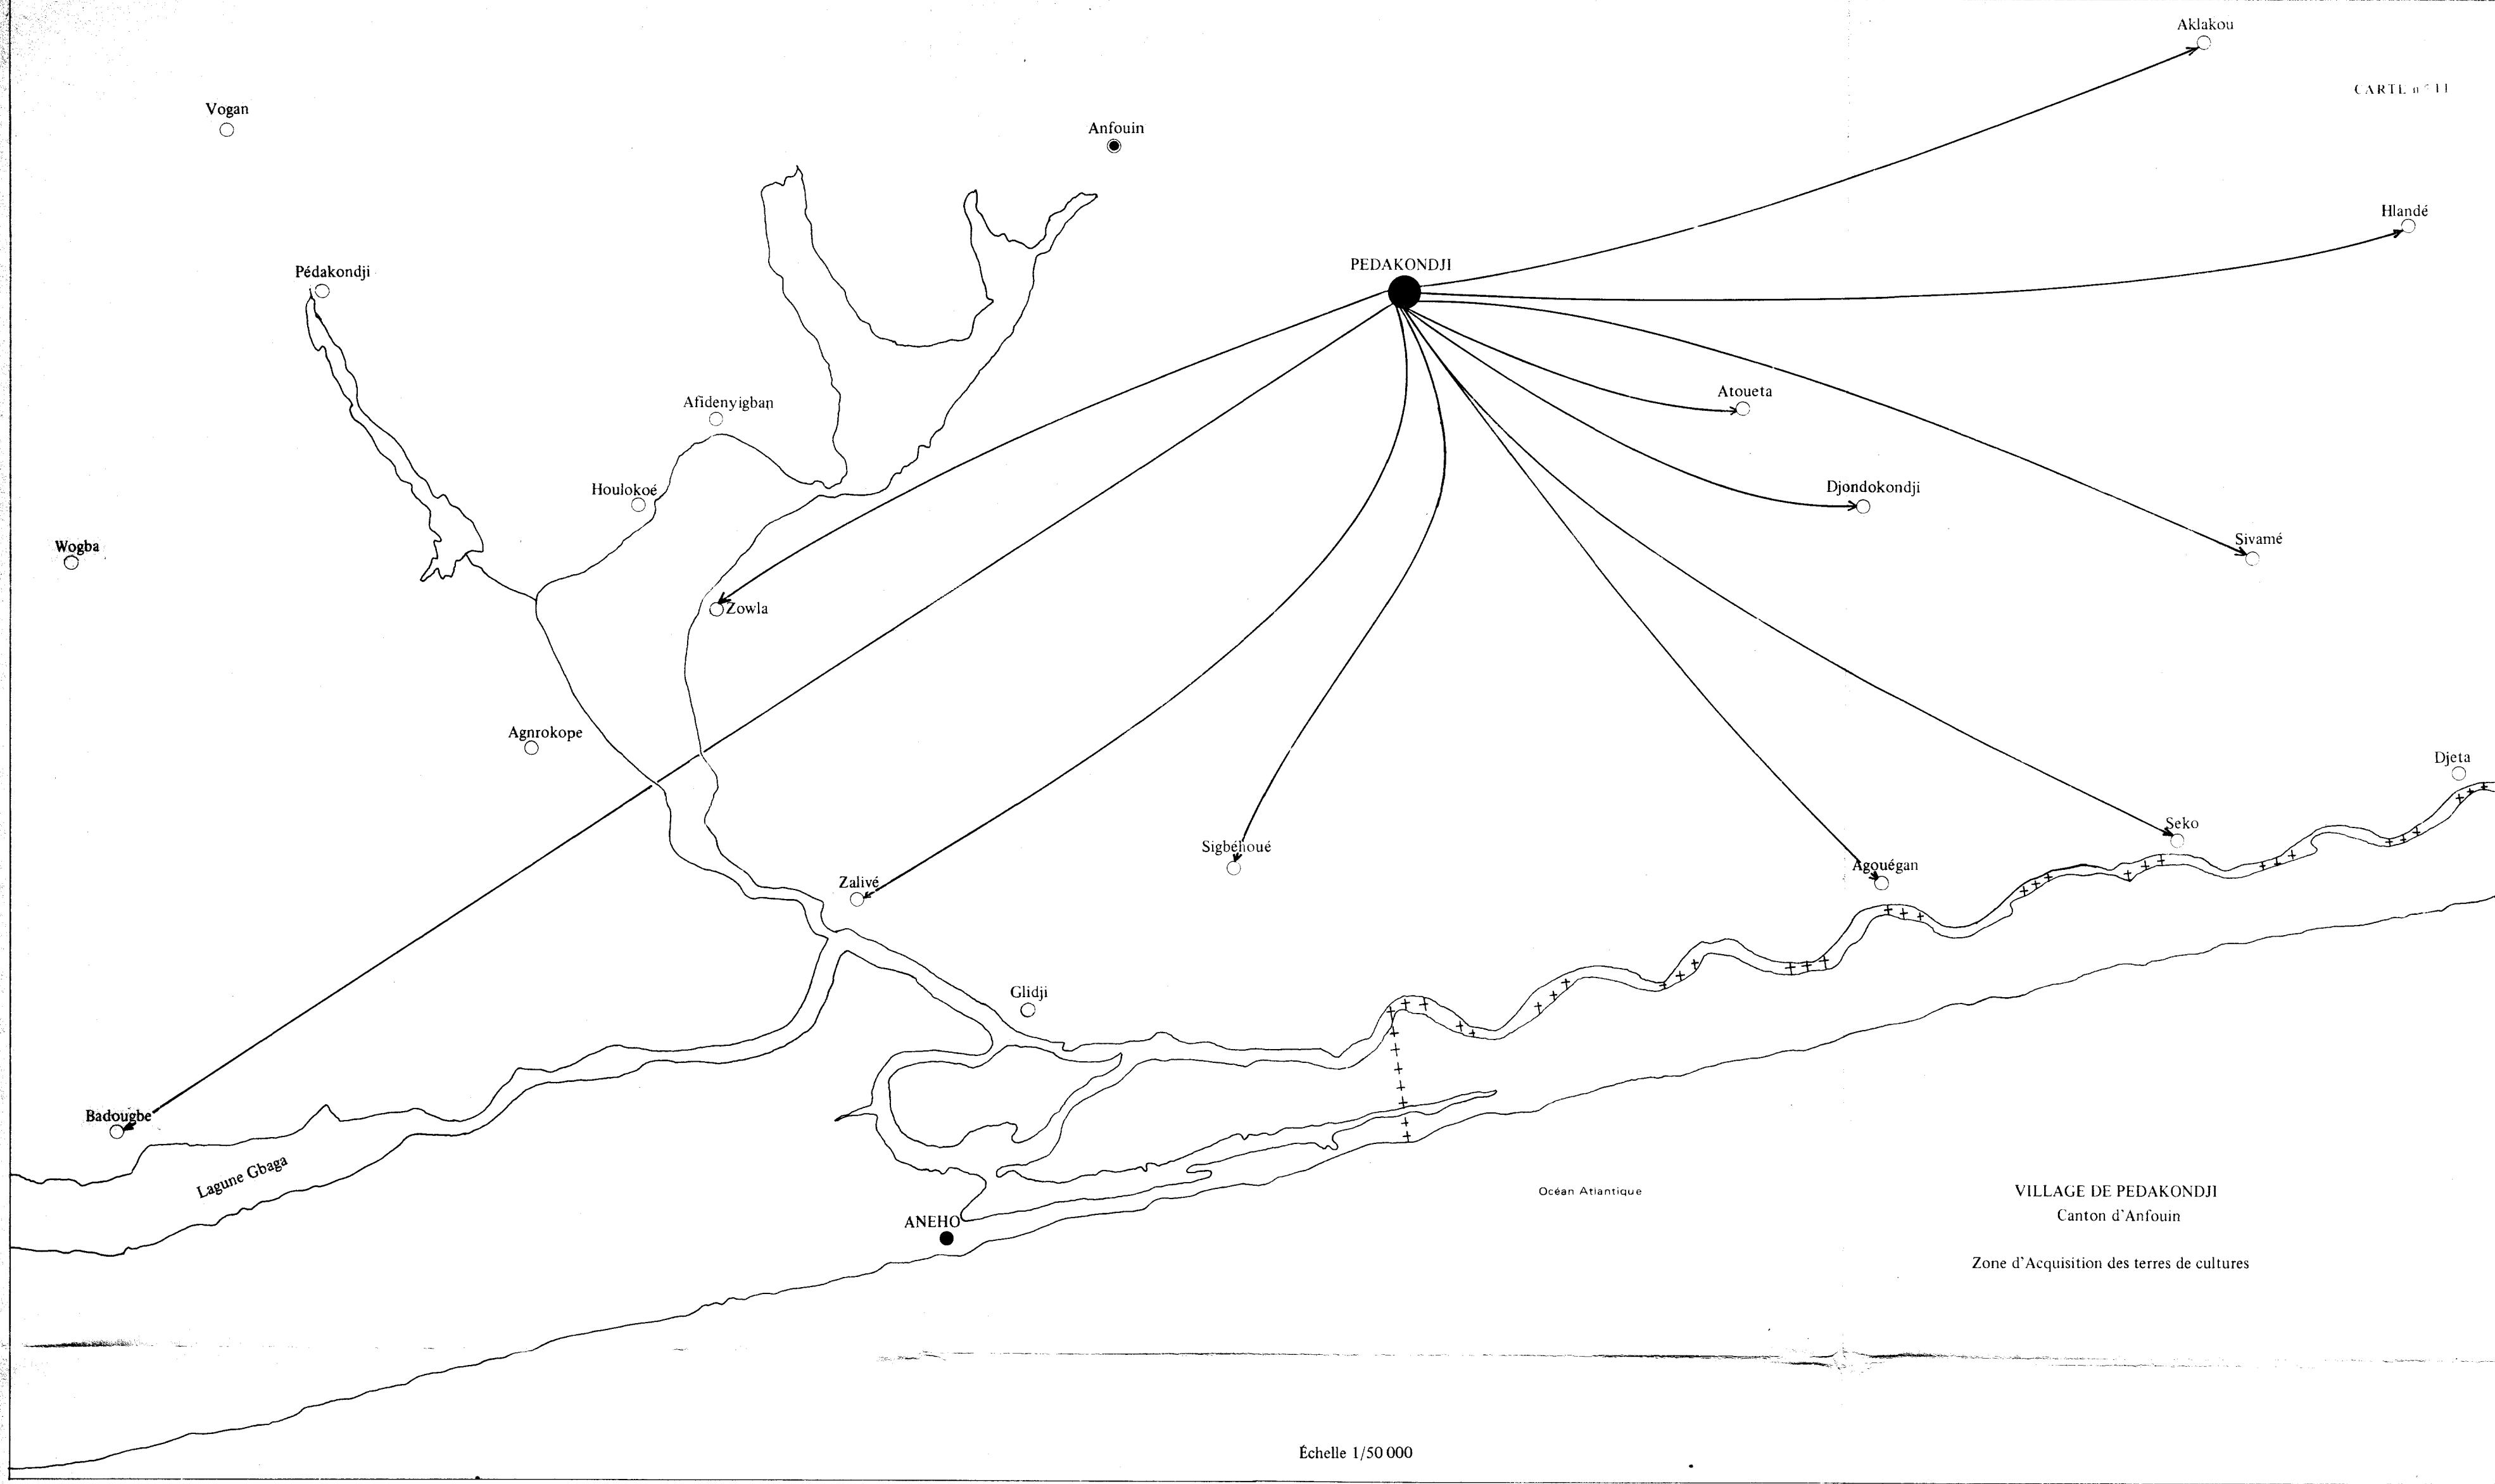 Aklakou
CARTE n° 11
Vogan
Anfouin
Hlandé
PEDAKONDJI
Pédakondji
Atoueta
Afidenyigban
Djondokondji
Houlokoé
Sivamé
Wogba
Zowla
Agnrokope
Djeta
Seko
Sigbéhoué
Agouégan
Zalivé
Glidji
Badougbe
Lagune Gbaga
Océan Atlantique
VILLAGE DE PEDAKONDJI
Canton d'Anfouin
ANEHO
Zone d'Acquisition des terres de cultures
Échelle 1/50 000